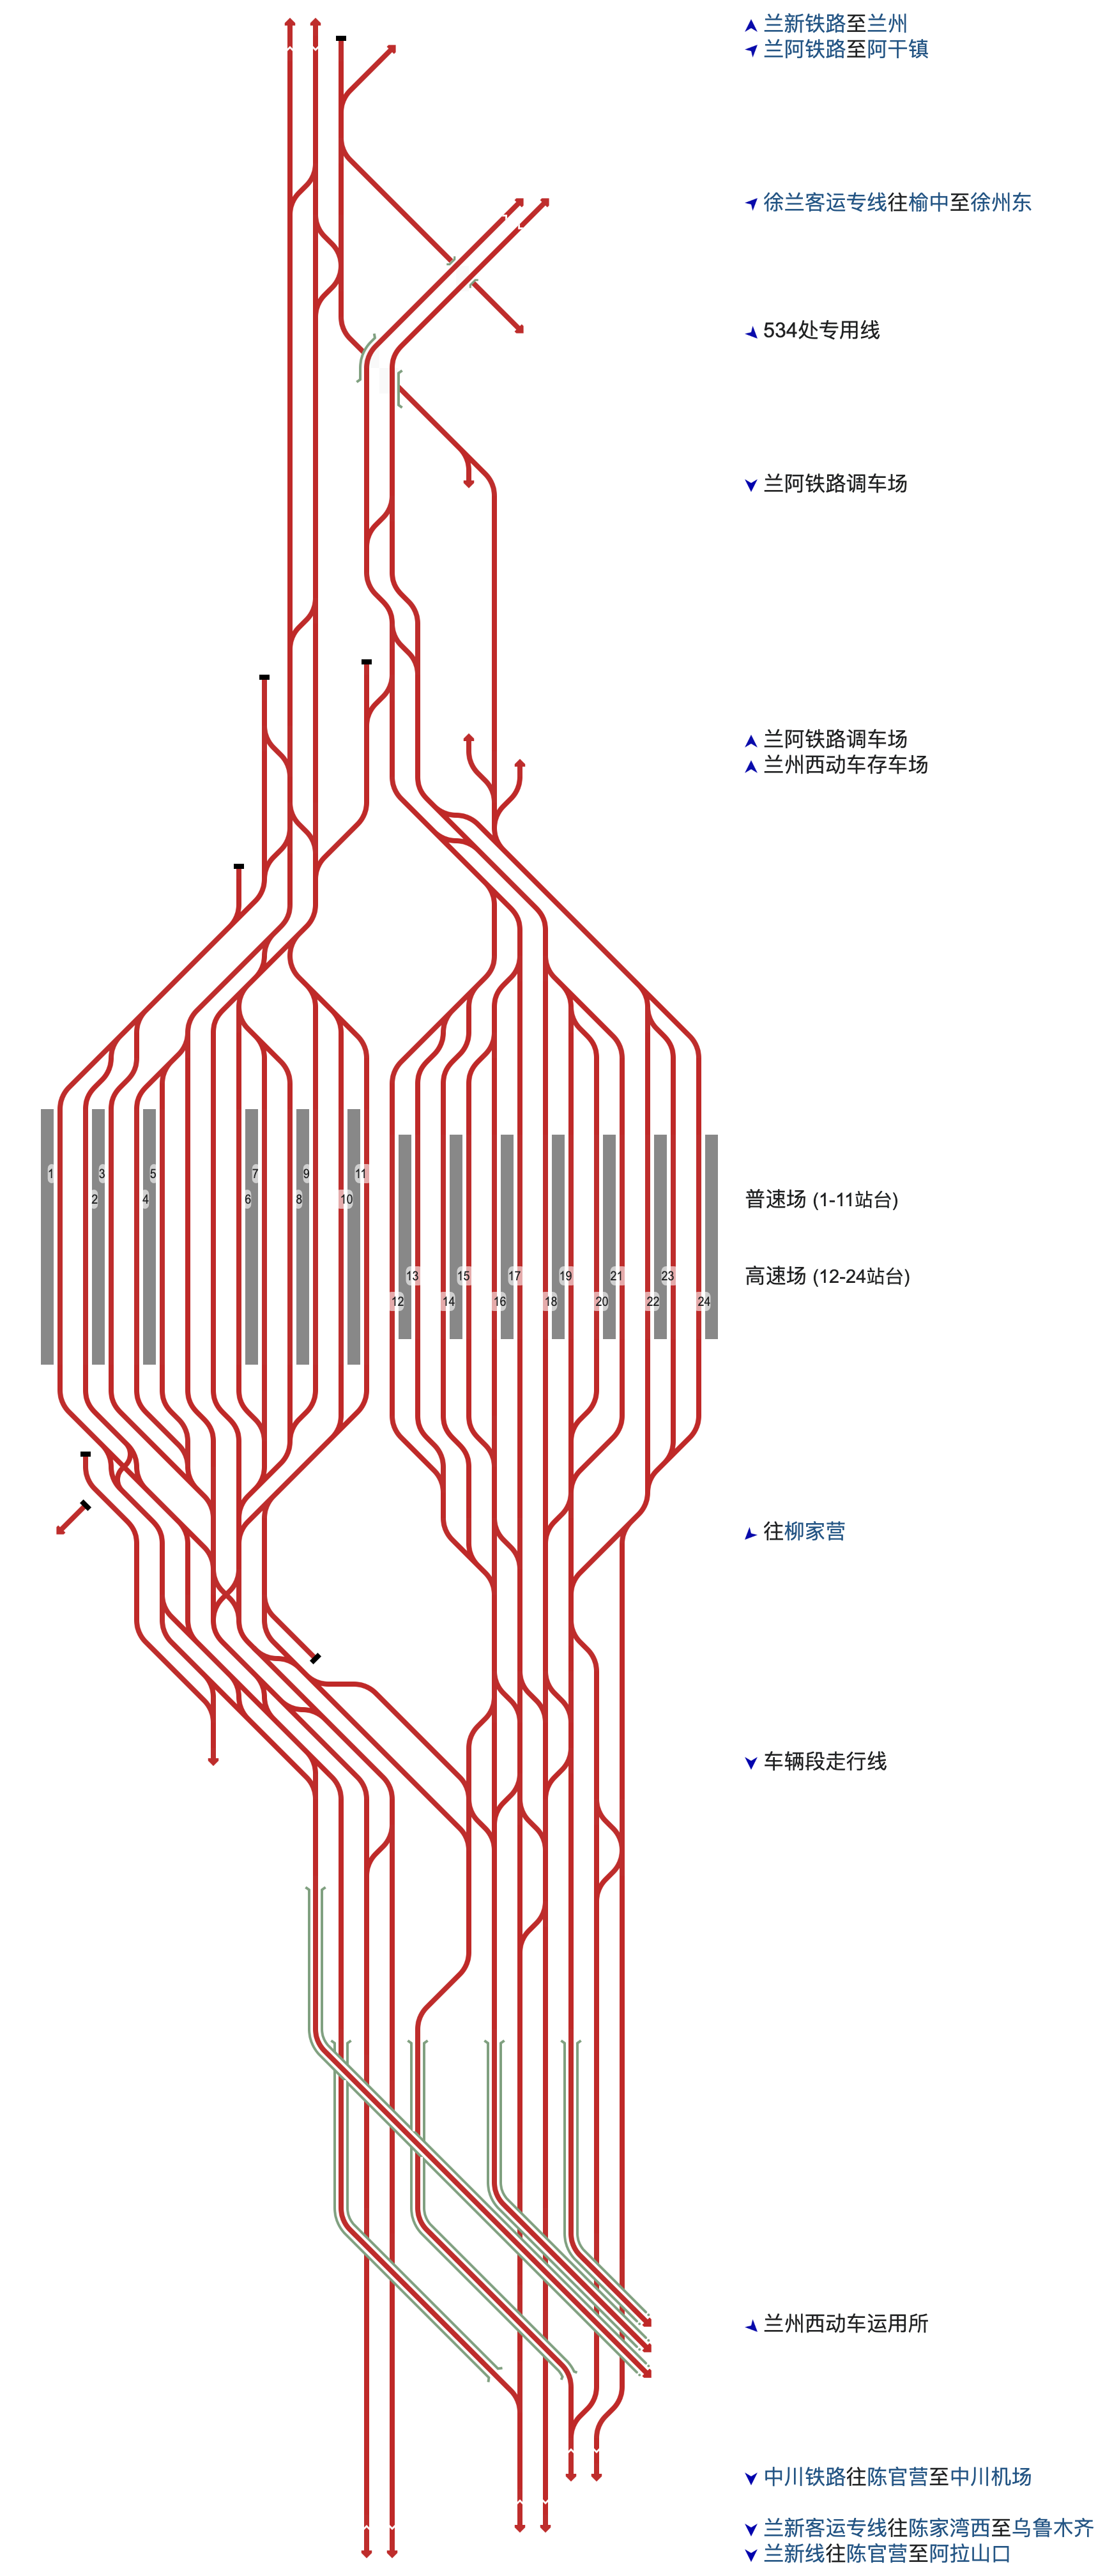 兰新铁路至兰州
兰阿铁路至阿干镇
徐兰客运专线往榆中至徐州东
534处专用线
兰阿铁路调车场
兰阿铁路调车场
兰州西动车存车场
1 3 5 7 9 11
2 4 6 8 10
普速场 (1-11站台)
13 15 17 19 21 23
高速场 (12-24站台)
12 14 16 18 20 22 24
往柳家营
车辆段走行线
兰州西动车运用所
中川铁路往陈官营至中川机场
兰新客运专线往陈家湾西至乌鲁木齐
兰新线往陈官营至阿拉山口